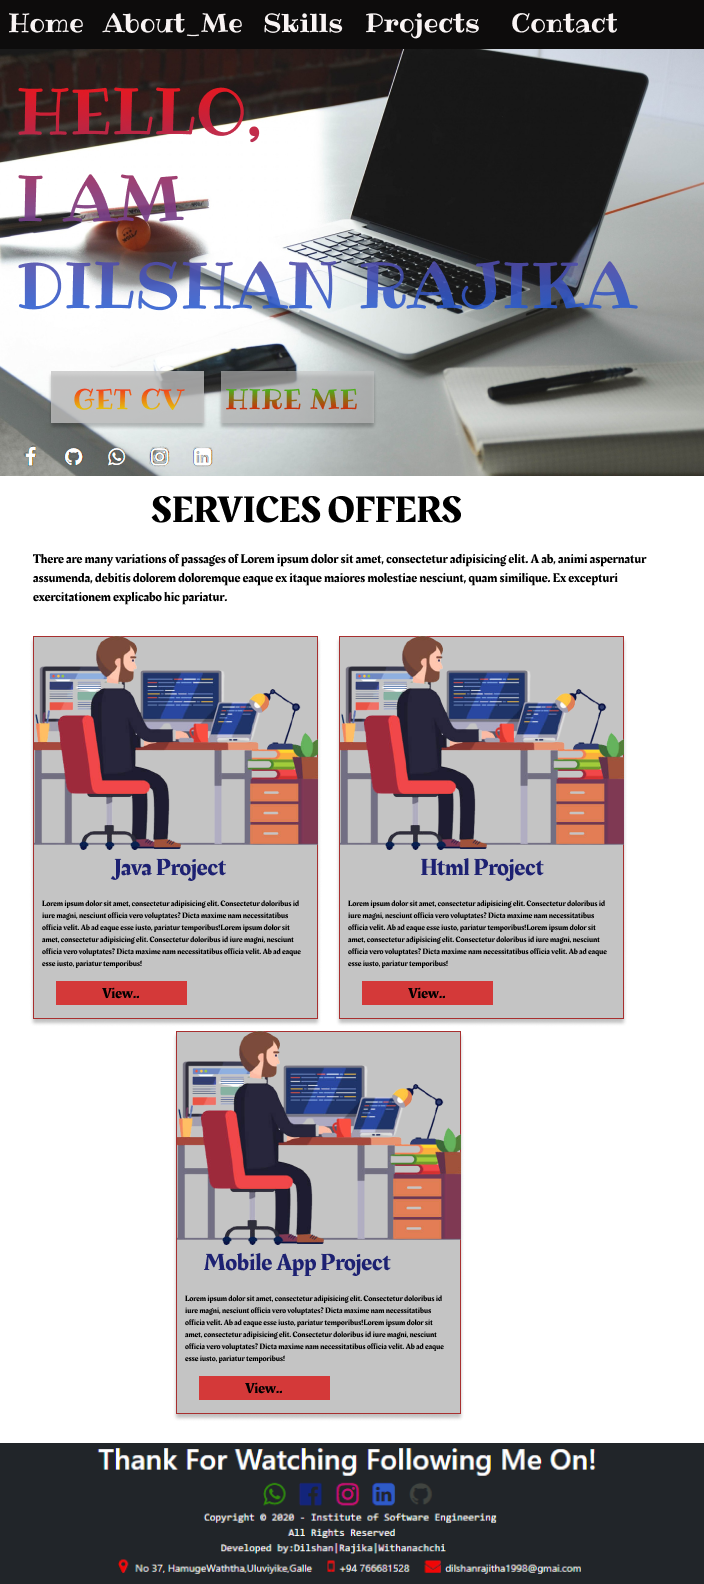 Home About_Me Skills Projects Contact
HELLO,
I AM
DILSHAN RAJIKA
GET CV HIRE ME
SERVICES OFFERS
There are many variations of passages of Lorem ipsum dolor sit amet, consectetur adipisicing elit. A ab, animi aspernatur
assumenda, debitis dolorem doloremque eaque ex itaque maiores molestiae nesciunt, quam similique. Ex excepturi
exercitationem explicabo hic pariatur.
Java Project
Lorem ipsum dolor sit amet, consectetur adipisicing elit. Consectetur doloribus id
iure magni, nesciunt officia vero voluptates? Dicta maxime nam necessitatibus
officia velit. Ab ad eaque esse iusto, pariatur temporibus!Lorem ipsum dolor sit
amet, consectetur adipisicing elit. Consectetur doloribus id iure magni, nesciunt
officia vero voluptates? Dicta maxime nam necessitatibus officia velit. Ab ad eaque
esse iusto, pariatur temporibus!
View..
Html Project
Lorem ipsum dolor sit amet, consectetur adipisicing elit. Consectetur doloribus id
iure magni, nesciunt officia vero voluptates? Dicta maxime nam necessitatibus
officia velit. Ab ad eaque esse iusto, pariatur temporibus!Lorem ipsum dolor sit
amet, consectetur adipisicing elit. Consectetur doloribus id iure magni, nesciunt
officia vero voluptates? Dicta maxime nam necessitatibus officia velit. Ab ad eaque
esse iusto, pariatur temporibus!
View..
Mobile App Project
Lorem ipsum dolor sit amet, consectetur adipisicing elit. Consectetur doloribus id
iure magni, nesciunt officia vero voluptates? Dicta maxime nam necessitatibus
officia velit. Ab ad eaque esse iusto, pariatur temporibus!Lorem ipsum dolor sit
amet, consectetur adipisicing elit. Consectetur doloribus id iure magni, nesciunt
officia vero voluptates? Dicta maxime nam necessitatibus officia velit. Ab ad eaque
esse iusto, pariatur temporibus!
View..
Thank For Watching Following Me On!
Copyright © 2020 - Institute of Software Engineering
All Rights Reserved
Developed by:Dilshan|Rajika|Withanachchi
No 37, HamugeWaththa,Uluviyike,Galle +94 766681528 dilshanrajitha1998@gmai.com